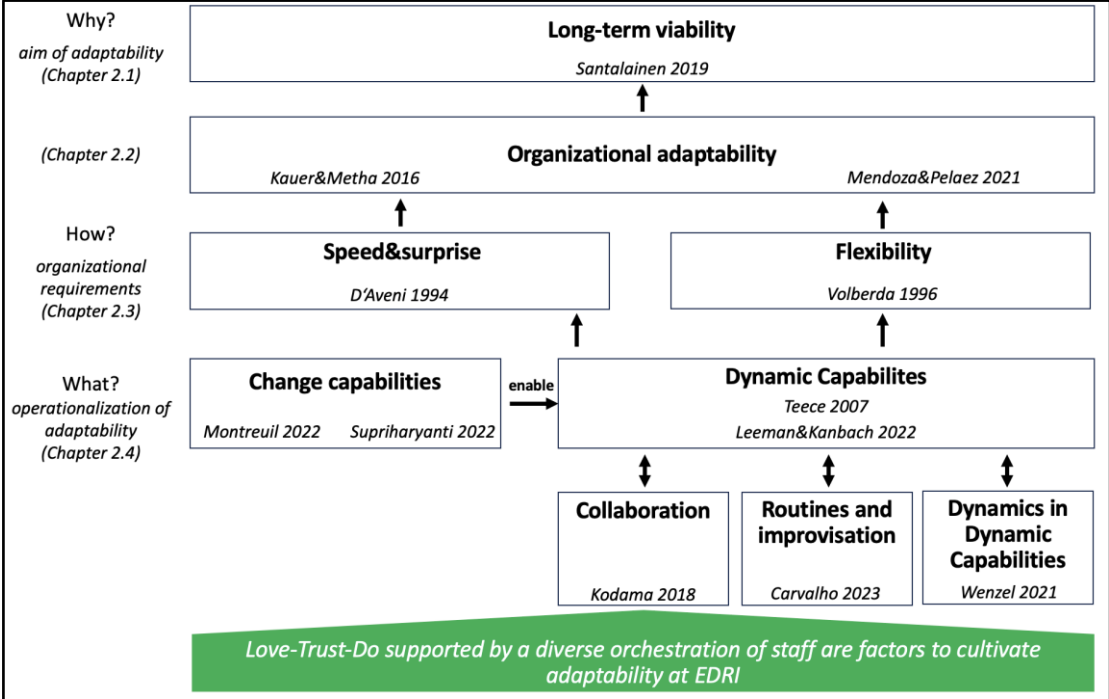 Why?
aim of adaptability
(Chapter 2.1)
Long-term viability
Santalainen 2019
(Chapter 2.2)
Organizational adaptability
Kauer&Metha 2016
Mendoza&Pelaez 2021
How?
organizational
requirements
(Chapter 2.3)
Speed&surprise
D'Aveni 1994
Flexibility
Volberda 1996
What?
operationalization of
adaptability
(Chapter 2.4)
Change capabilities
Montreuil 2022 Supriharyanti 2022
enable
Dynamic Capabilites
Teece 2007
Leeman&Kanbach 2022
Collaboration
Kodama 2018
Routines and
improvisation
Carvalho 2023
Dynamics in
Dynamic
Capabilities
Wenzel 2021
Love-Trust-Do supported by a diverse orchestration of staff are factors to cultivate
adaptability at EDRI